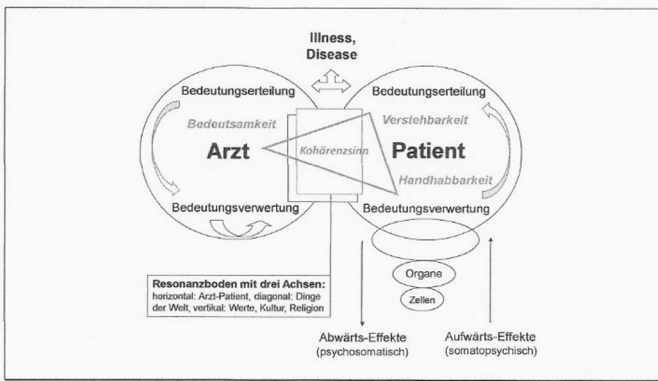 Illness,
Disease
Bedeutungserteilung
Bedeutungserteilung
Bedeutsamkeit
Verstehbarkeit
Arzt
Kohärenzsinn
Patient
Handhabbarkeit
Bedeutungsverwertung
Bedeutungsverwertung
Resonanzboden mit drei Achsen:
horizontal: Arzt-Patient, diagonal: Dinge
der Welt, vertikal: Werte, Kultur, Religion
Organe
Zellen
Abwärts-Effekte
(psychosomatisch)
Aufwärts-Effekte
(somatopsychisch)